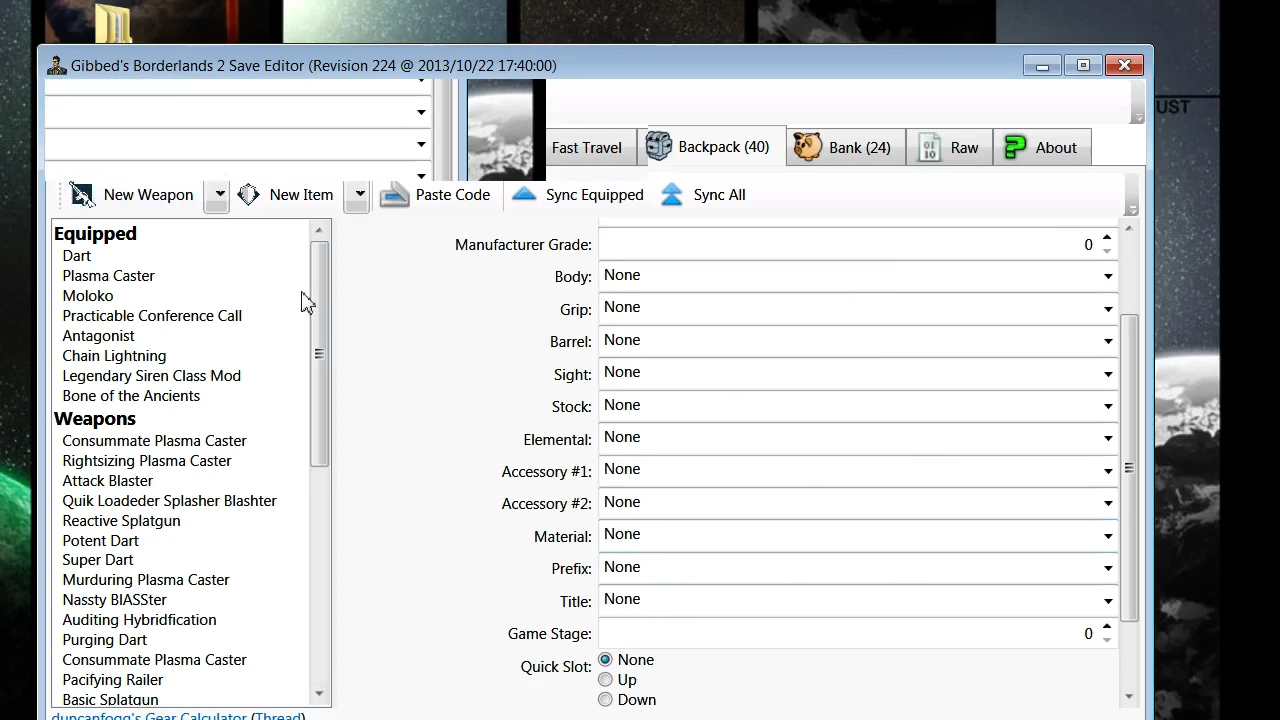 Gibbed's Borderlands 2 Save Editor (Revision 224 @ 2013/10/22 17:40:00)
UST
Fast Travel
Backpack (40)
Bank (24)
Raw
About
New Weapon
New Item
Paste Code
Sync Equipped
Sync All
Equipped
Dart
Plasma Caster
Moloko
Practicable Conference Call
Antagonist
Chain Lightning
Legendary Siren Class Mod
Bone of the Ancients
Weapons
Consummate Plasma Caster
Rightsizing Plasma Caster
Attack Blaster
Quik Loadeder Splasher Blashter
Reactive Splatgun
Potent Dart
Super Dart
Murduring Plasma Caster
Nassty BlASSter
Auditing Hybridfication
Purging Dart
Consummate Plasma Caster
Pacifying Railer
Basic Splatgun
Manufacturer Grade: 0
Body: None
Grip: None
Barrel: None
Sight: None
Stock: None
Elemental: None
Accessory #1: None
Accessory #2: None
Material: None
Prefix: None
Title: None
Game Stage: 0
Quick Slot: None
Up
Down
duncanfogg's Gear Calculator (Thread)